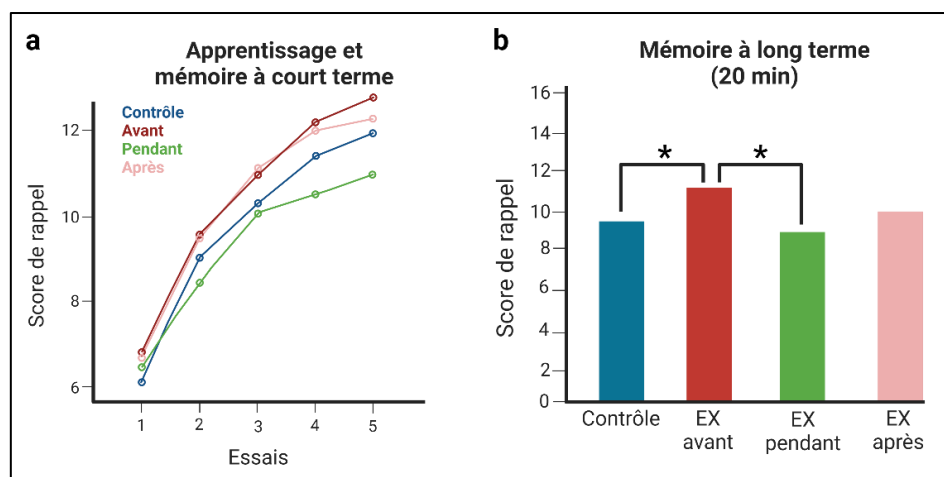 a
Apprentissage et
mémoire à court terme
Contrôle
Avant
Pendant
Après
Score de rappel
12
10
8
6
1 2 3 4 5
Essais
b
Mémoire à long terme
(20 min)
Score de rappel
16
14
12
10
8
6
4
2
0
* *
Contrôle EX EX EX
avant pendant après